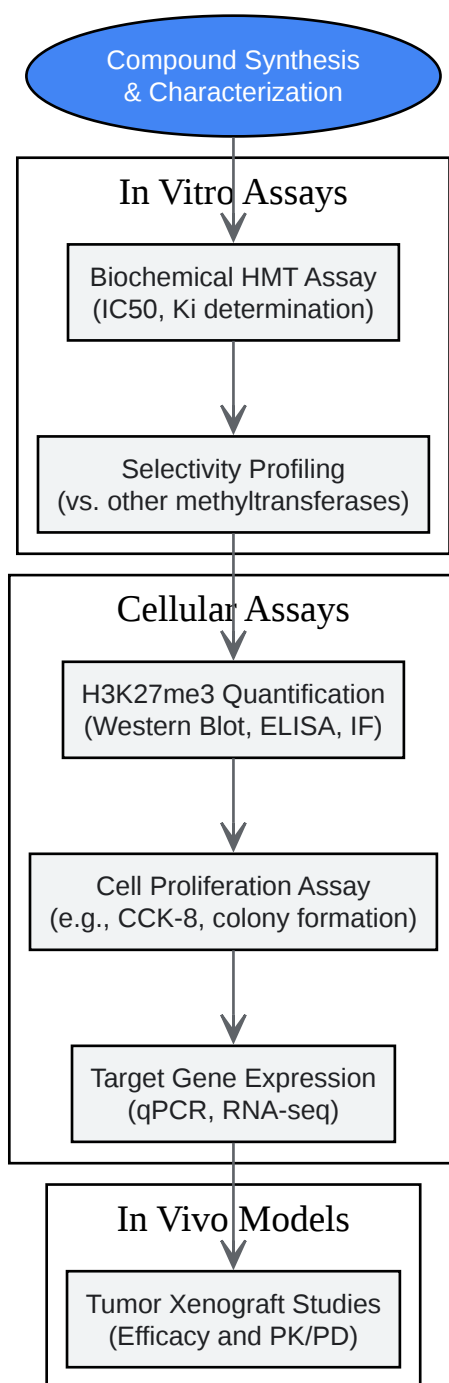 Compound Synthesis
& Characterization
In Vitro Assays
Biochemical HMT Assay
(IC50, Ki determination)
Selectivity Profiling
(vs. other methyltransferases)
Cellular Assays
H3K27me3 Quantification
(Western Blot, ELISA, IF)
Cell Proliferation Assay
(e.g., CCK-8, colony formation)
Target Gene Expression
(qPCR, RNA-seq)
In Vivo Models
Tumor Xenograft Studies
(Efficacy and PK/PD)